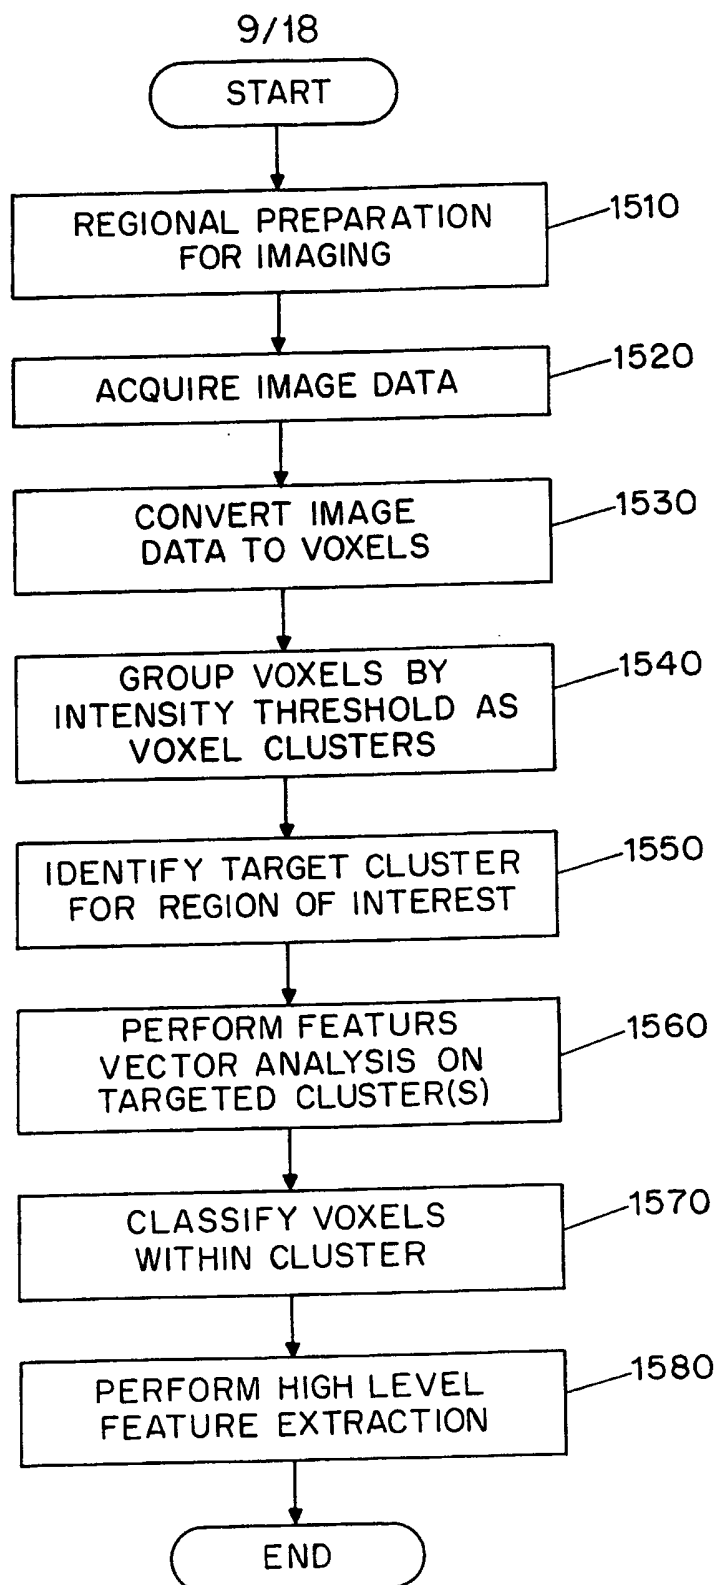 9/18
START
REGIONAL PREPARATION
FOR IMAGING
1510
ACQUIRE IMAGE DATA
1520
CONVERT IMAGE
DATA TO VOXELS
1530
GROUP VOXELS BY
INTENSITY THRESHOLD AS
VOXEL CLUSTERS
1540
IDENTIFY TARGET CLUSTER
FOR REGION OF INTEREST
1550
PERFORM FEATURS
VECTOR ANALYSIS ON
TARGETED CLUSTER(S)
1560
CLASSIFY VOXELS
WITHIN CLUSTER
1570
PERFORM HIGH LEVEL
FEATURE EXTRACTION
1580
END